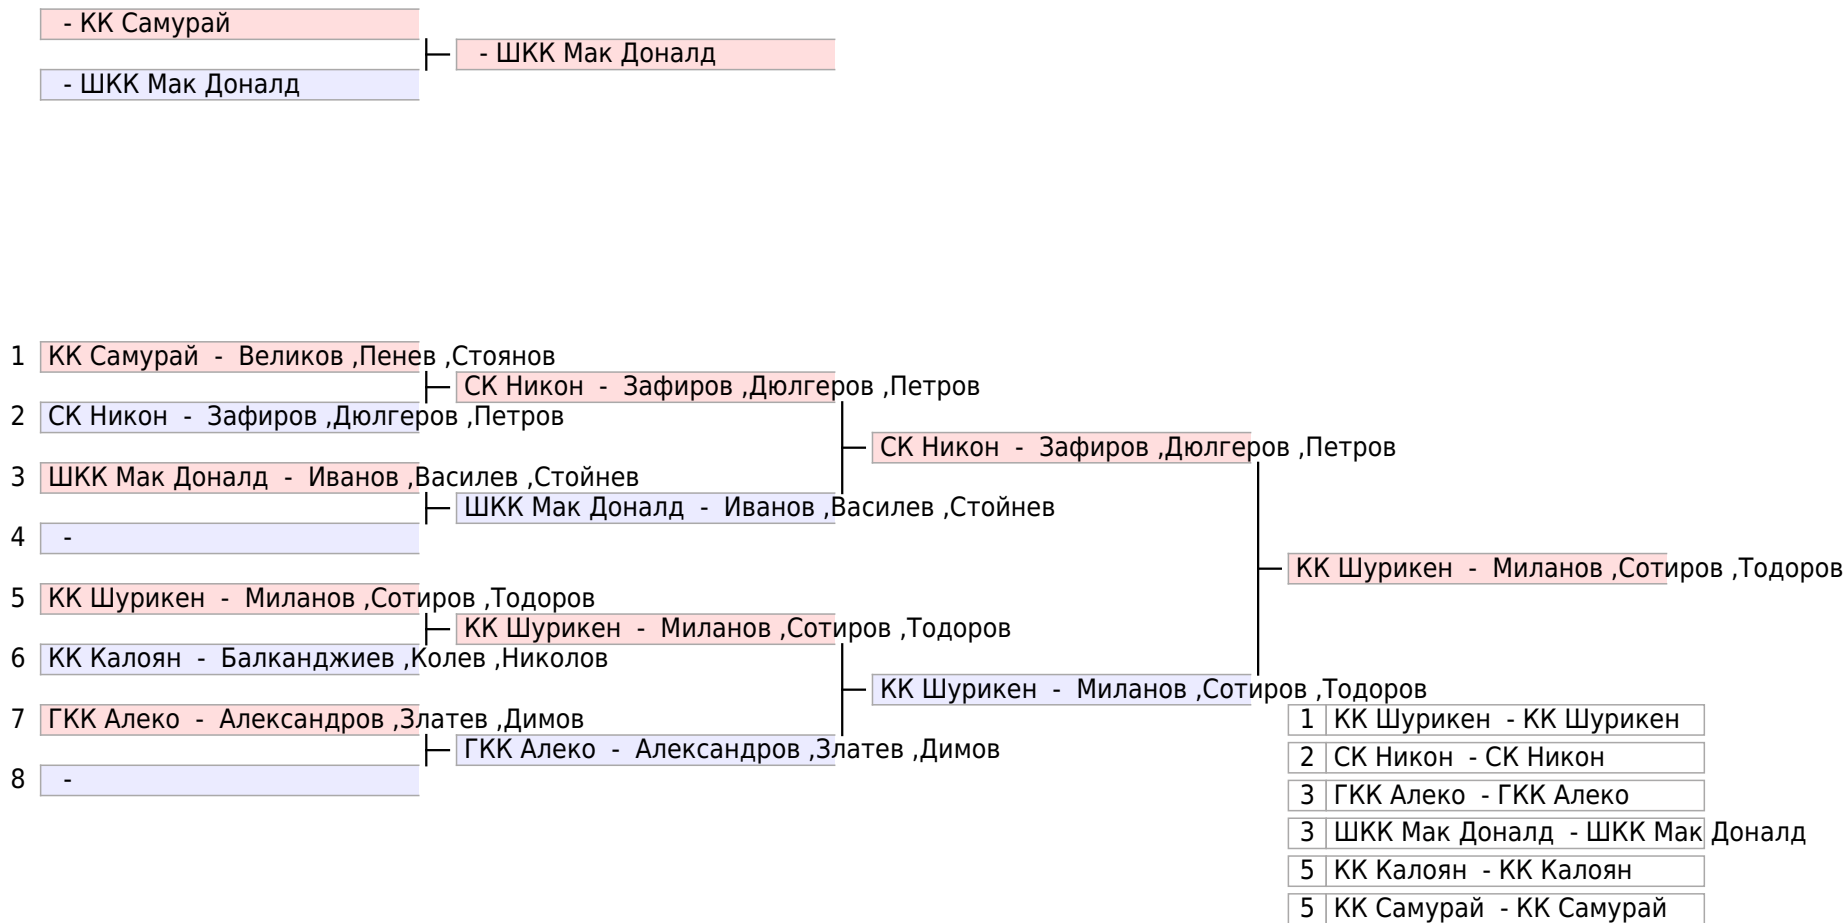 - КК Самурай
- ШКК Мак Доналд
- ШКК Мак Доналд
1 КК Самурай - Великов ,Пенев ,Стоянов
СК Никон - Зафиров ,Дюлгеров ,Петров
2 СК Никон - Зафиров ,Дюлгеров ,Петров
СК Никон - Зафиров ,Дюлгеров ,Петров
3 ШКК Мак Доналд - Иванов ,Василев ,Стойнев
ШКК Мак Доналд - Иванов ,Василев ,Стойнев
4 -
КК Шурикен - Миланов ,Сотиров ,Тодоров
5 КК Шурикен - Миланов ,Сотиров ,Тодоров
КК Шурикен - Миланов ,Сотиров ,Тодоров
6 КК Калоян - Балканджиев ,Колев ,Николов
КК Шурикен - Миланов ,Сотиров ,Тодоров
7 ГКК Алеко - Александров ,Златев ,Димов
ГКК Алеко - Александров ,Златев ,Димов
8 -
1 КК Шурикен - КК Шурикен
2 СК Никон - СК Никон
3 ГКК Алеко - ГКК Алеко
3 ШКК Мак Доналд - ШКК Мак Доналд
5 КК Калоян - КК Калоян
5 КК Самурай - КК Самурай